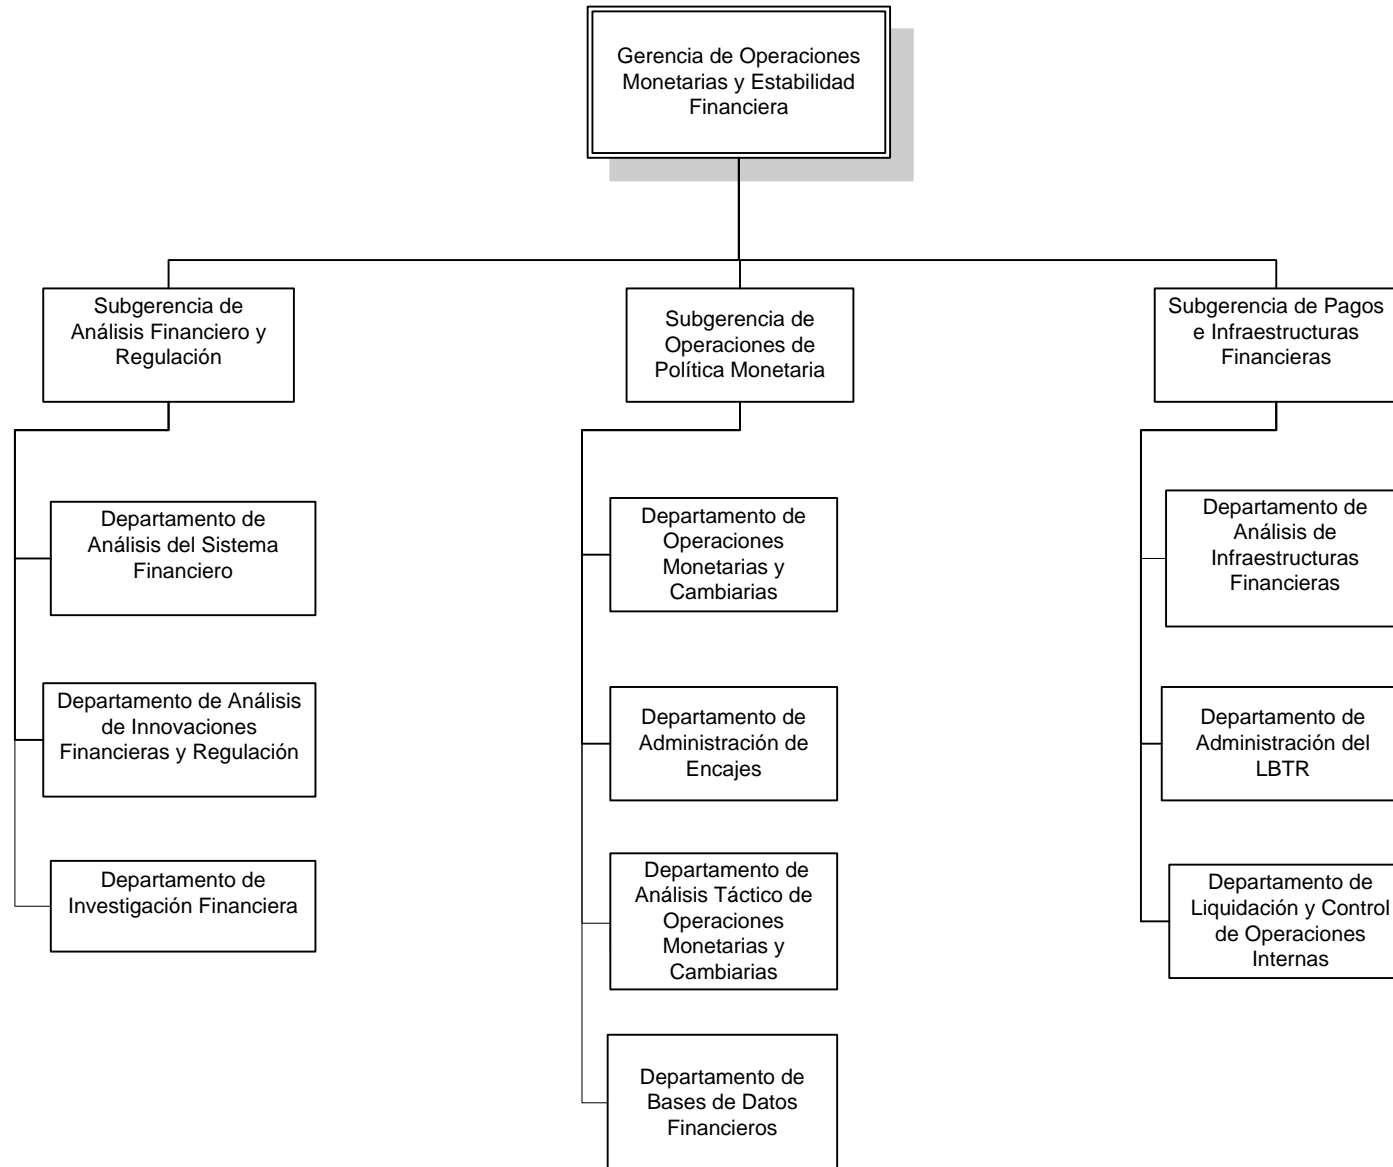 Gerencia de Operaciones
Monetarias y Estabilidad
Financiera
Subgerencia de
Análisis Financiero y
Regulación
Subgerencia de
Operaciones de
Política Monetaria
Subgerencia de Pagos
e Infraestructuras
Financieras
Departamento de
Análisis del Sistema
Financiero
Departamento de Análisis
de Innovaciones
Financieras y Regulación
Departamento de
Investigación Financiera
Departamento de
Operaciones
Monetarias y
Cambiarias
Departamento de
Administración de
Encajes
Departamento de
Análisis Táctico de
Operaciones
Monetarias y
Cambiarias
Departamento de
Bases de Datos
Financieros
Departamento de
Análisis de
Infraestructuras
Financieras
Departamento de
Administración del
LBTR
Departamento de
Liquidación y Control
de Operaciones
Internas